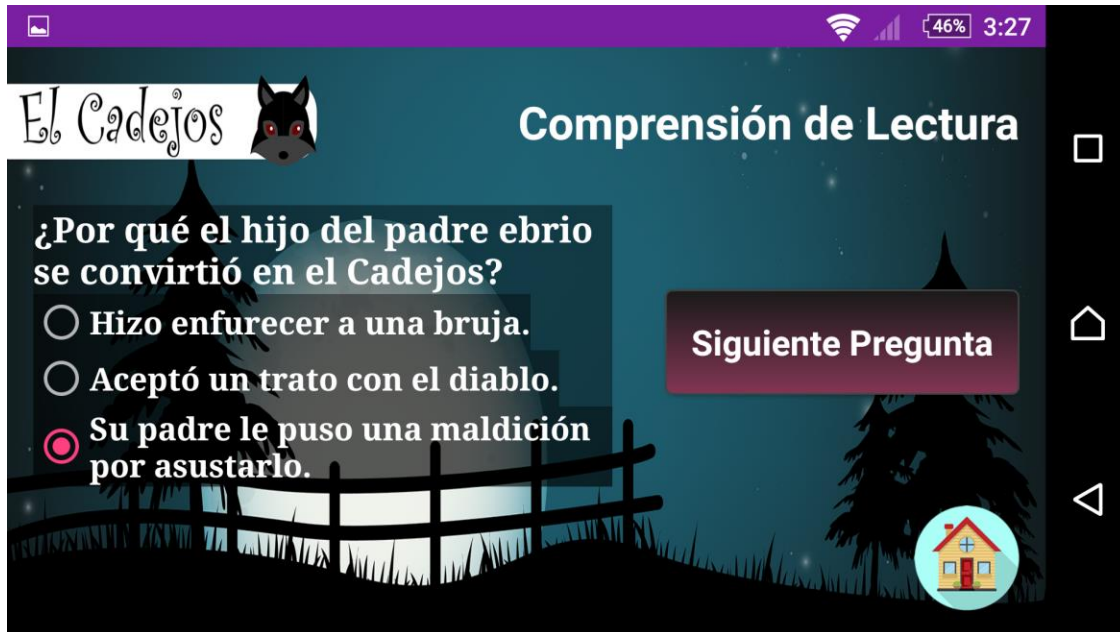 46% 3:27
El Cadejos
Comprensión de Lectura
¿Por qué el hijo del padre ebrio
se convirtió en el Cadejos?
Hizo enfurecer a una bruja.
Aceptó un trato con el diablo.
Su padre le puso una maldición
por asustarlo.
Siguiente Pregunta